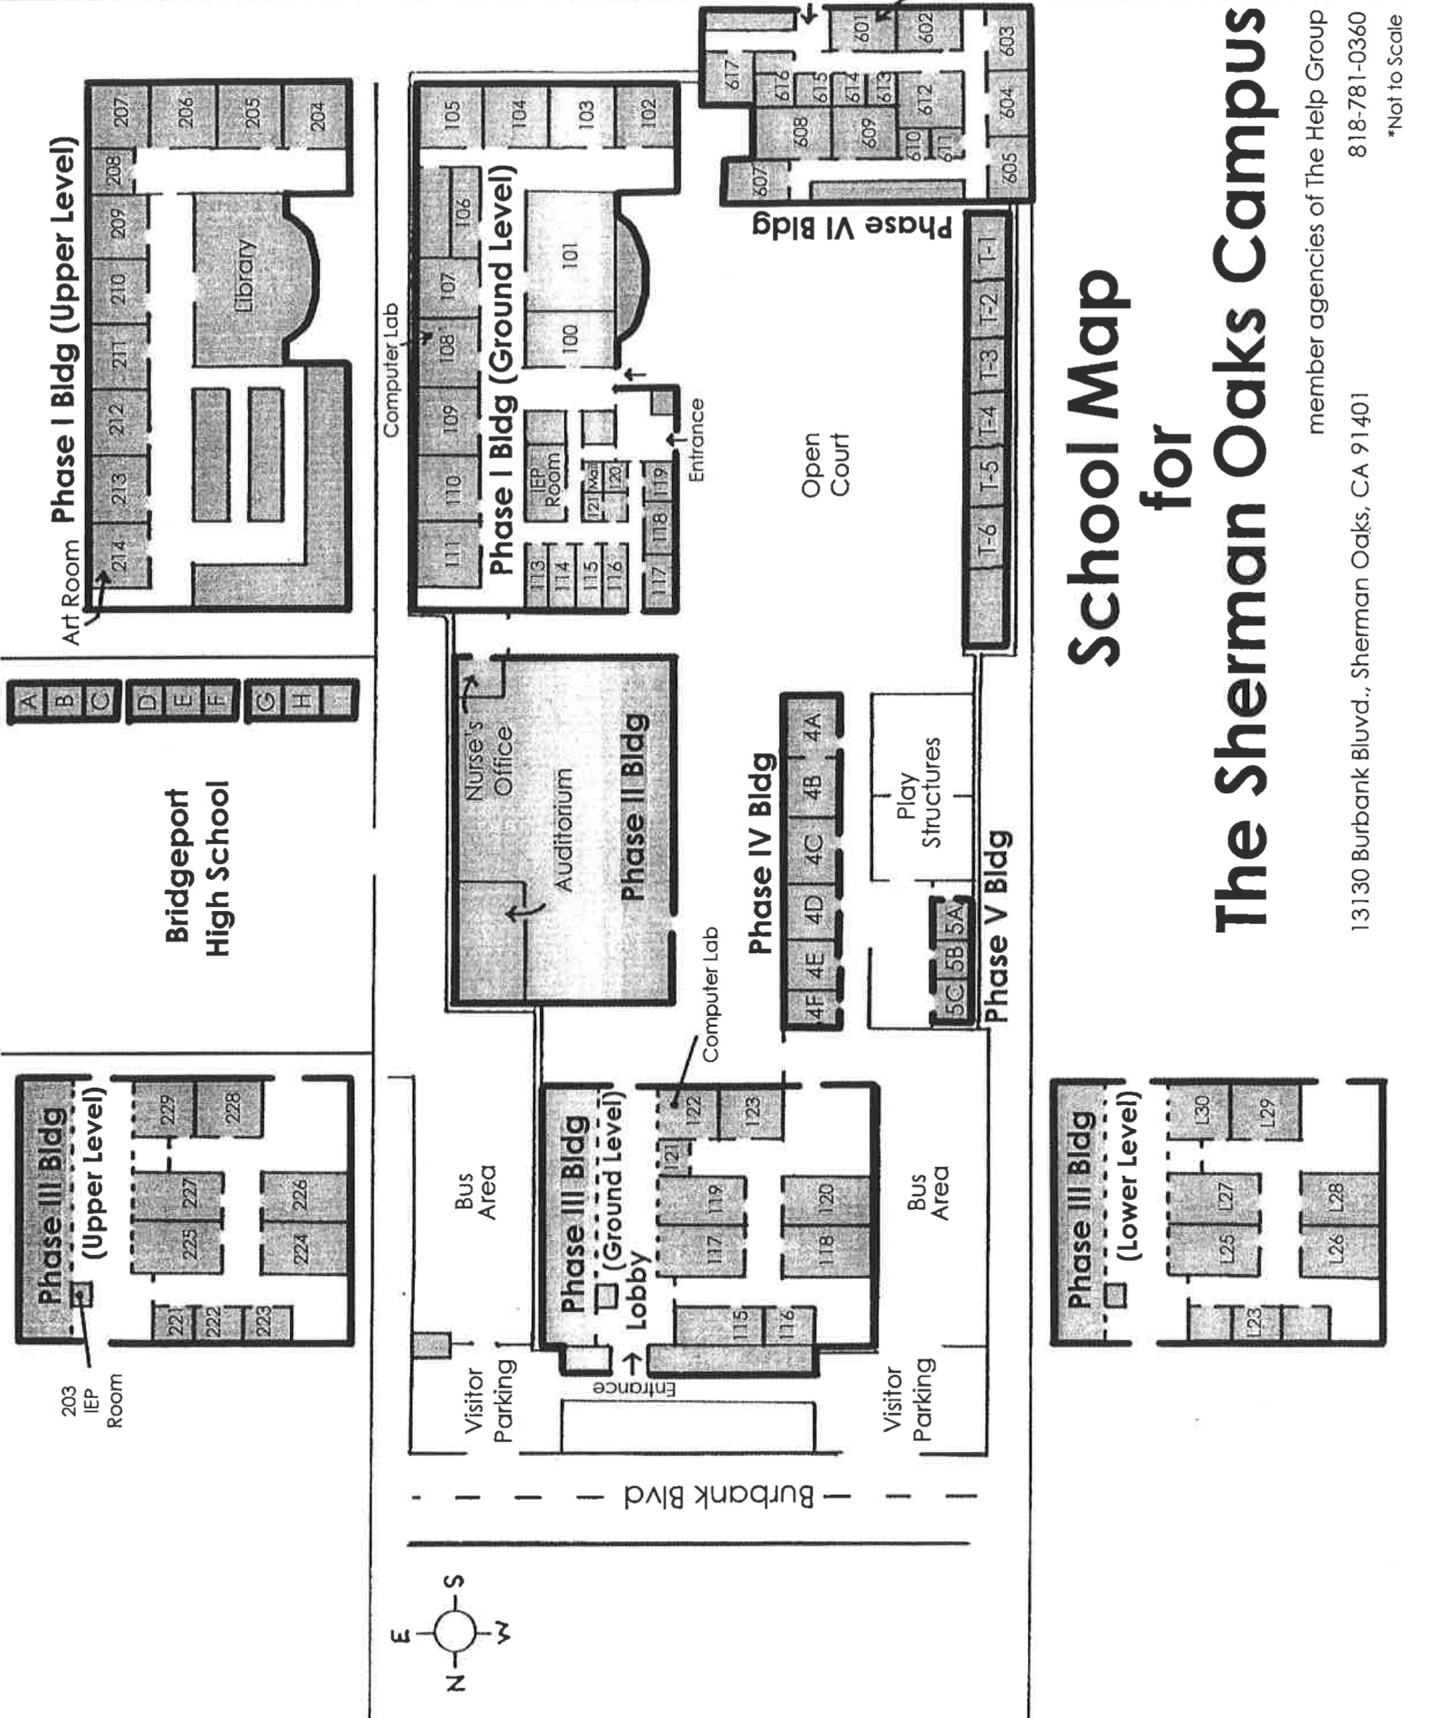 School Map
for
The Sherman Oaks Campus
member agencies of The Help Group
13130 Burbank Bluvd., Sherman Oaks, CA 91401
818-781-0360
*Not to Scale
Art Room
Phase I Bldg (Upper Level)
214
213
212
211
210
209
208
207
206
205
204
Library
Computer Lab
Phase I Bldg (Ground Level)
111
110
109
108
107
106
105
104
103
102
101
100
IEP
Room
113
114
115
116
117
118
119
121
Mail
120
Entrance
A
B
C
D
E
F
G
H
Bridgeport
High School
Nurse's
Office
Auditorium
Phase II Bldg
Phase III Bldg
(Upper Level)
203
IEP
Room
221
222
223
225
227
224
226
229
228
Phase III Bldg
(Ground Level)
Lobby
Entrance
Computer Lab
115
116
117
119
118
120
121
122
123
Bus
Area
Bus
Area
Visitor
Parking
Visitor
Parking
Burbank Blvd
Phase III Bldg
(Lower Level)
L23
L25
L27
L26
L28
L30
L29
Phase IV Bldg
4F
4E
4D
4C
4B
4A
Phase V Bldg
5C
5B
5A
Play
Structures
Open
Court
T-6
T-5
T-4
T-3
T-2
T-1
Phase VI Bldg
601
602
603
604
605
607
608
609
610
611
612
613
614
615
616
617
N
E
S
W